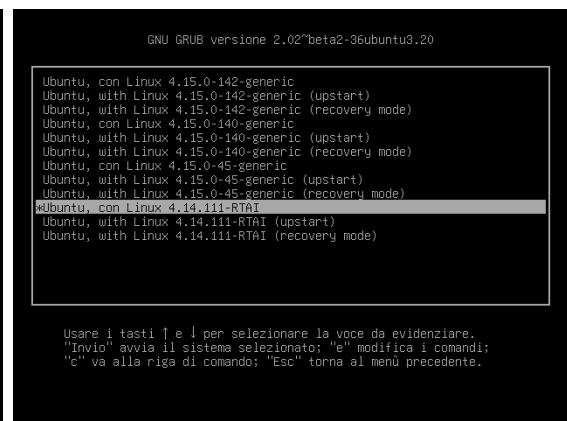 GNU GRUB versione 2.02~beta2-36ubuntu3.20
Ubuntu, con Linux 4.15.0-142-generic
Ubuntu, with Linux 4.15.0-142-generic (upstart)
Ubuntu, with Linux 4.15.0-142-generic (recovery mode)
Ubuntu, con Linux 4.15.0-140-generic
Ubuntu, with Linux 4.15.0-140-generic (upstart)
Ubuntu, with Linux 4.15.0-140-generic (recovery mode)
Ubuntu, con Linux 4.15.0-45-generic
Ubuntu, with Linux 4.15.0-45-generic (upstart)
Ubuntu, with Linux 4.15.0-45-generic (recovery mode)
*Ubuntu, con Linux 4.14.111-RTAI
Ubuntu, with Linux 4.14.111-RTAI (upstart)
Ubuntu, with Linux 4.14.111-RTAI (recovery mode)
Usare i tasti ↑ e ↓ per selezionare la voce da evidenziare.
"Invio" avvia il sistema selezionato; "e" modifica i comandi;
"c" va alla riga di comando; "Esc" torna al menù precedente.